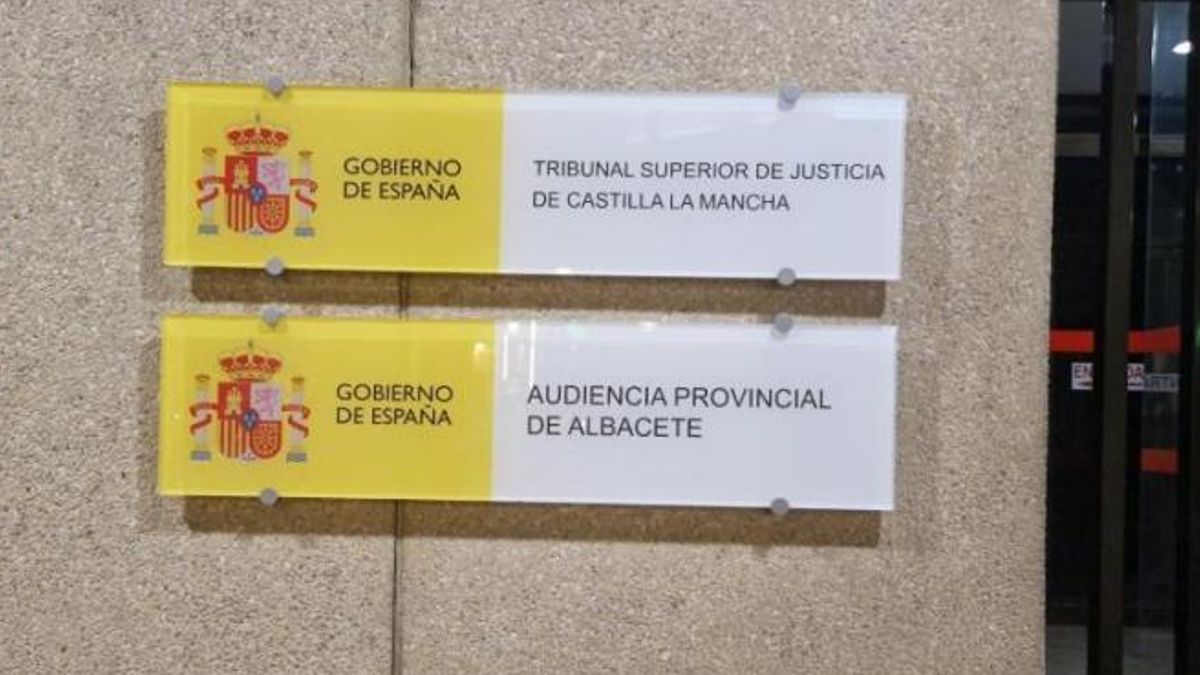 GOBIERNO
DE ESPAÑA
TRIBUNAL SUPERIOR DE JUSTICIA
DE CASTILLA LA MANCHA
GOBIERNO
DE ESPAÑA
AUDIENCIA PROVINCIAL
DE ALBACETE